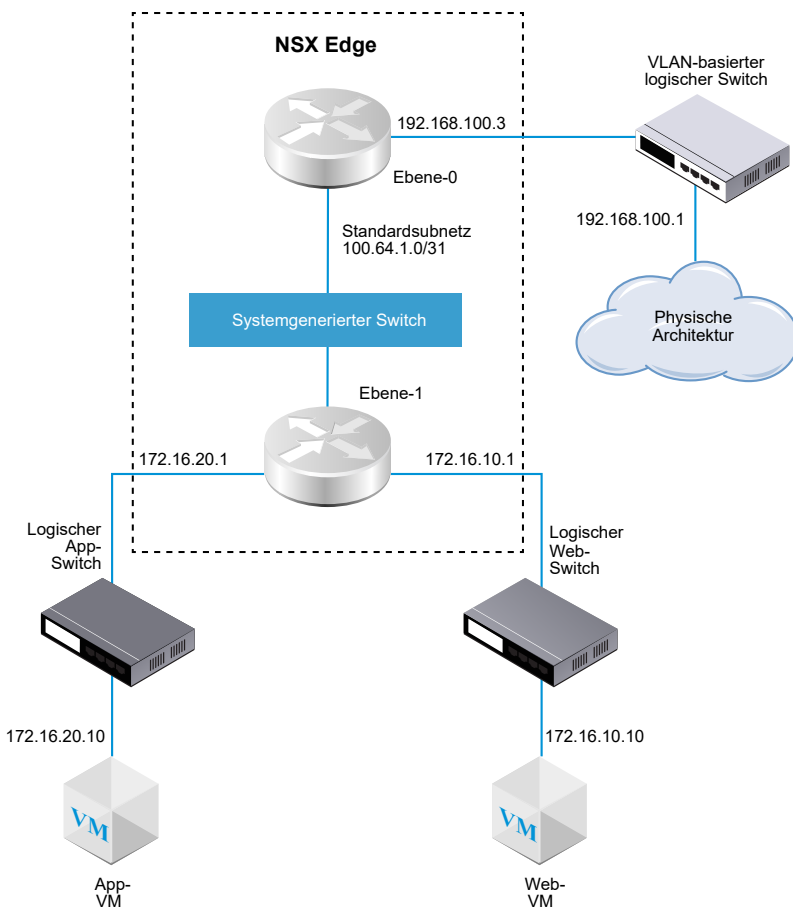 NSX Edge
VLAN-basierter
logischer Switch
192.168.100.3
Ebene-0
192.168.100.1
Standardsubnetz
100.64.1.0/31
Systemgenerierter Switch
Physische
Architektur
Ebene-1
172.16.20.1
172.16.10.1
Logischer
App-
Switch
Logischer
Web-
Switch
172.16.20.10
172.16.10.10
VM
VM
App-
VM
Web-
VM